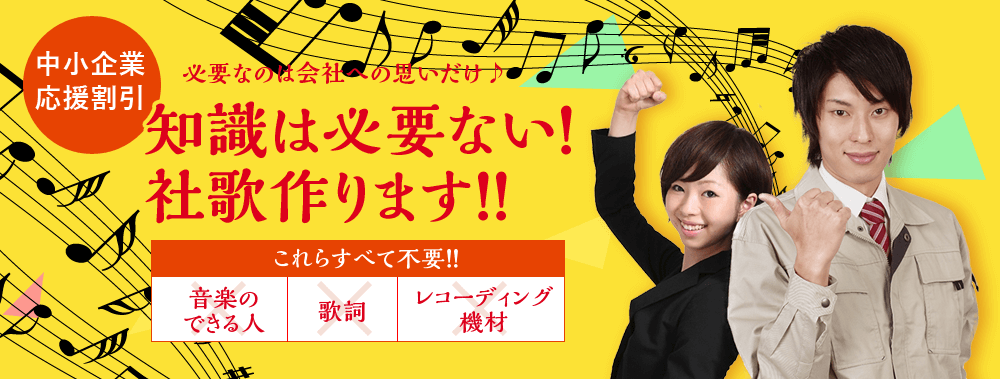 中小企業
応援割引
必要なのは会社への思いだけ♪
知識は必要ない!
社歌作ります!!
これらすべて不要!!
音楽の
できる人
歌詞
レコーディング
機材